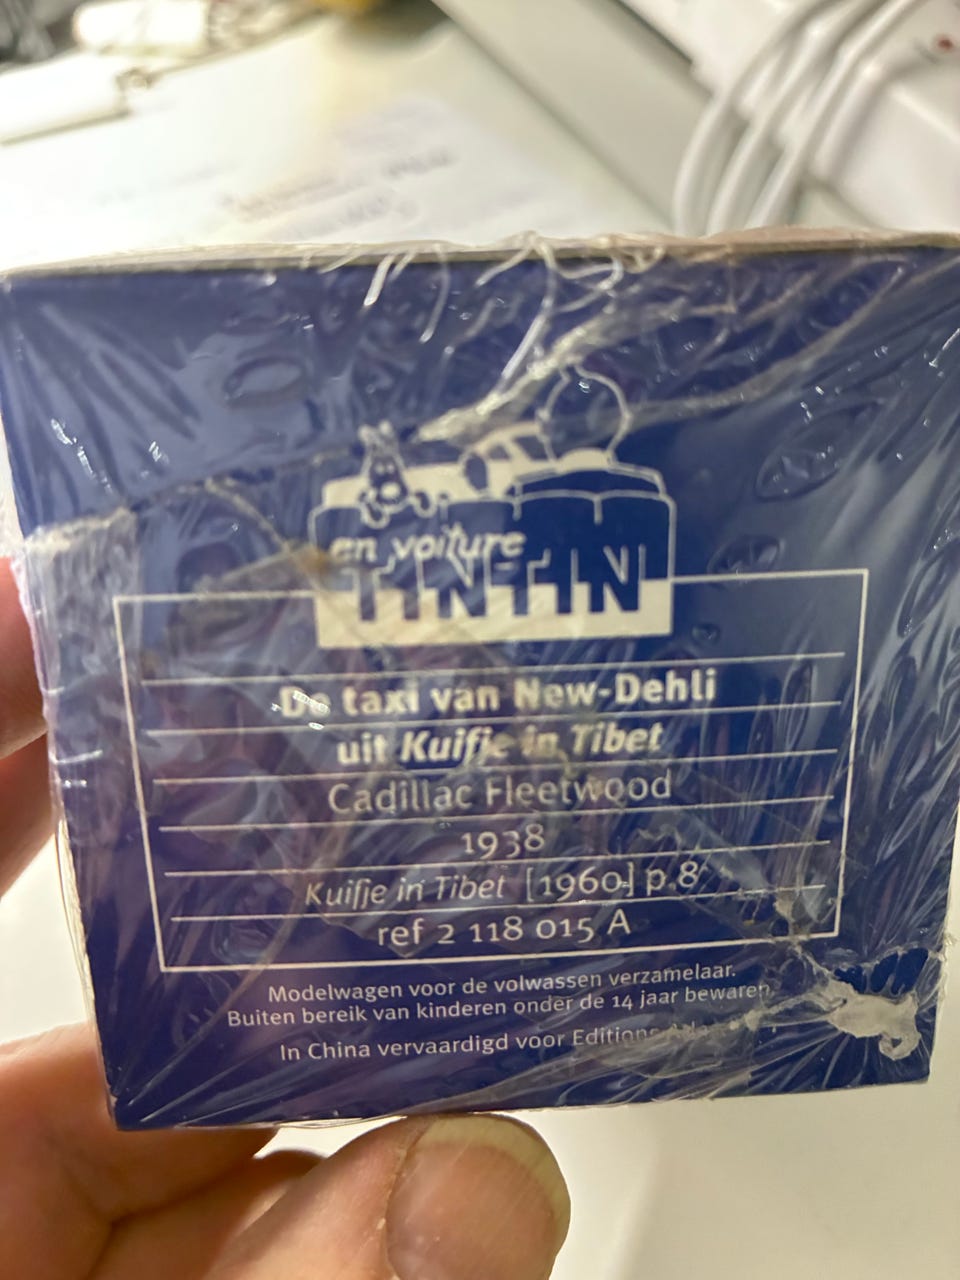 en voiture
TINTIN
De taxi van New-Dehli
uit Kuifje in Tibet
Cadillac Fleetwood
1938
Kuifje in Tibet [1960] p.8
ref 2 118 015 A
Modelwagen voor de volwassen verzamelaar.
Buiten bereik van kinderen onder de 14 jaar bewaren.
In China vervaardigd voor Editions